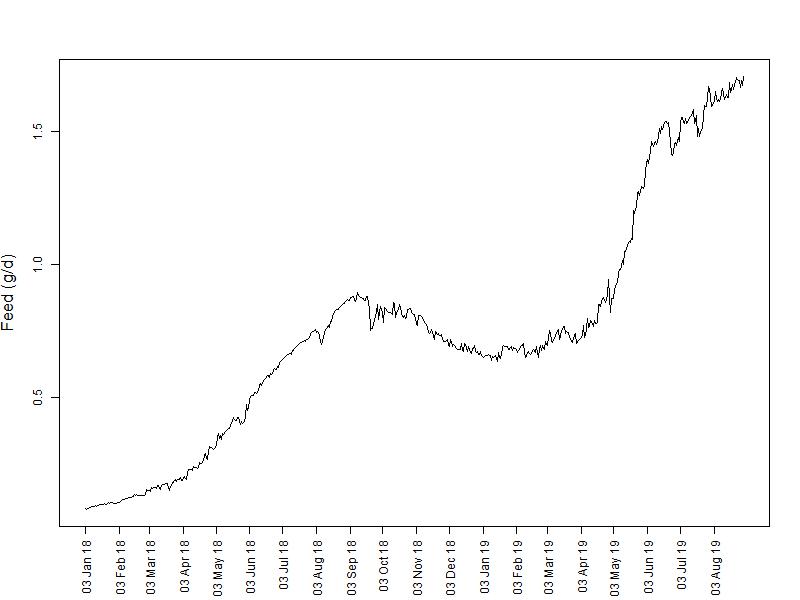 Feed (g/d)
1.5
1.0
0.5
03 Jan 18
03 Feb 18
03 Mar 18
03 Apr 18
03 May 18
03 Jun 18
03 Jul 18
03 Aug 18
03 Sep 18
03 Oct 18
03 Nov 18
03 Dec 18
03 Jan 19
03 Feb 19
03 Mar 19
03 Apr 19
03 May 19
03 Jun 19
03 Jul 19
03 Aug 19